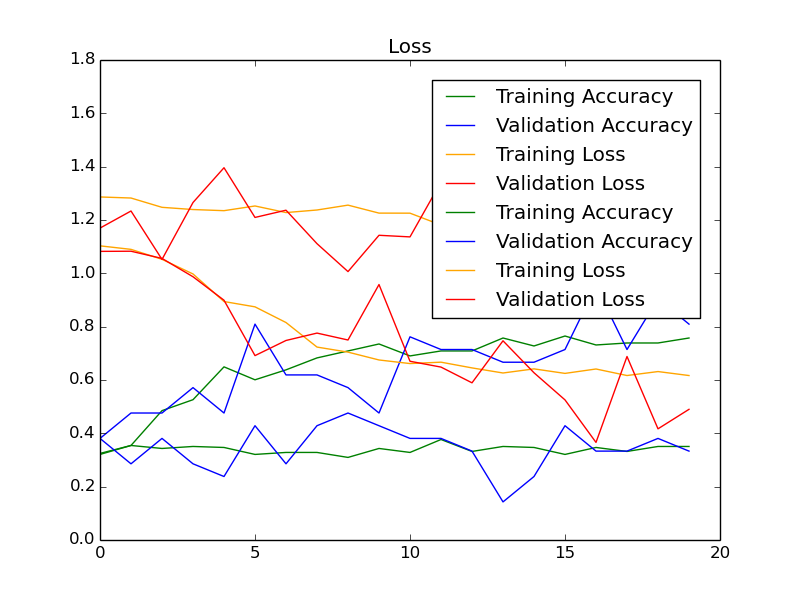 Loss
1.8
1.6
1.4
1.2
1.0
0.8
0.6
0.4
0.2
0.0
0 5 10 15 20
Training Accuracy
Validation Accuracy
Training Loss
Validation Loss
Training Accuracy
Validation Accuracy
Training Loss
Validation Loss